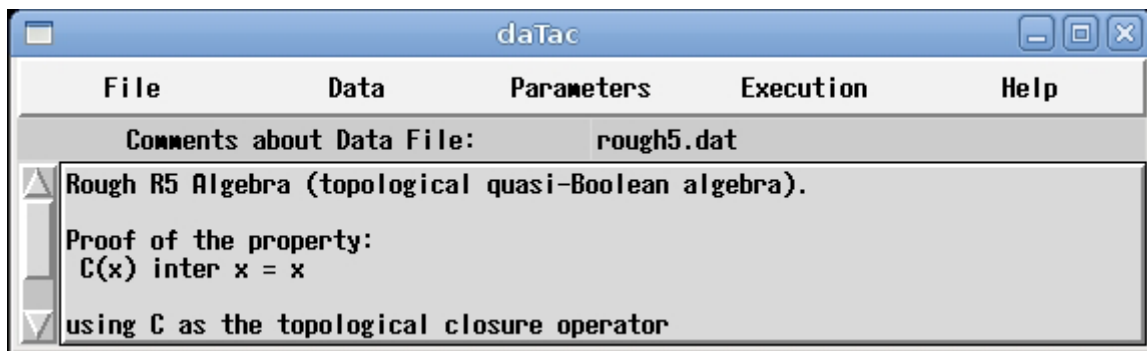 daTac
File Data Parameters Execution Help
Comments about Data File: rough5.dat
Rough R5 Algebra (topological quasi-Boolean algebra).
Proof of the property:
C(x) inter x = x
using C as the topological closure operator